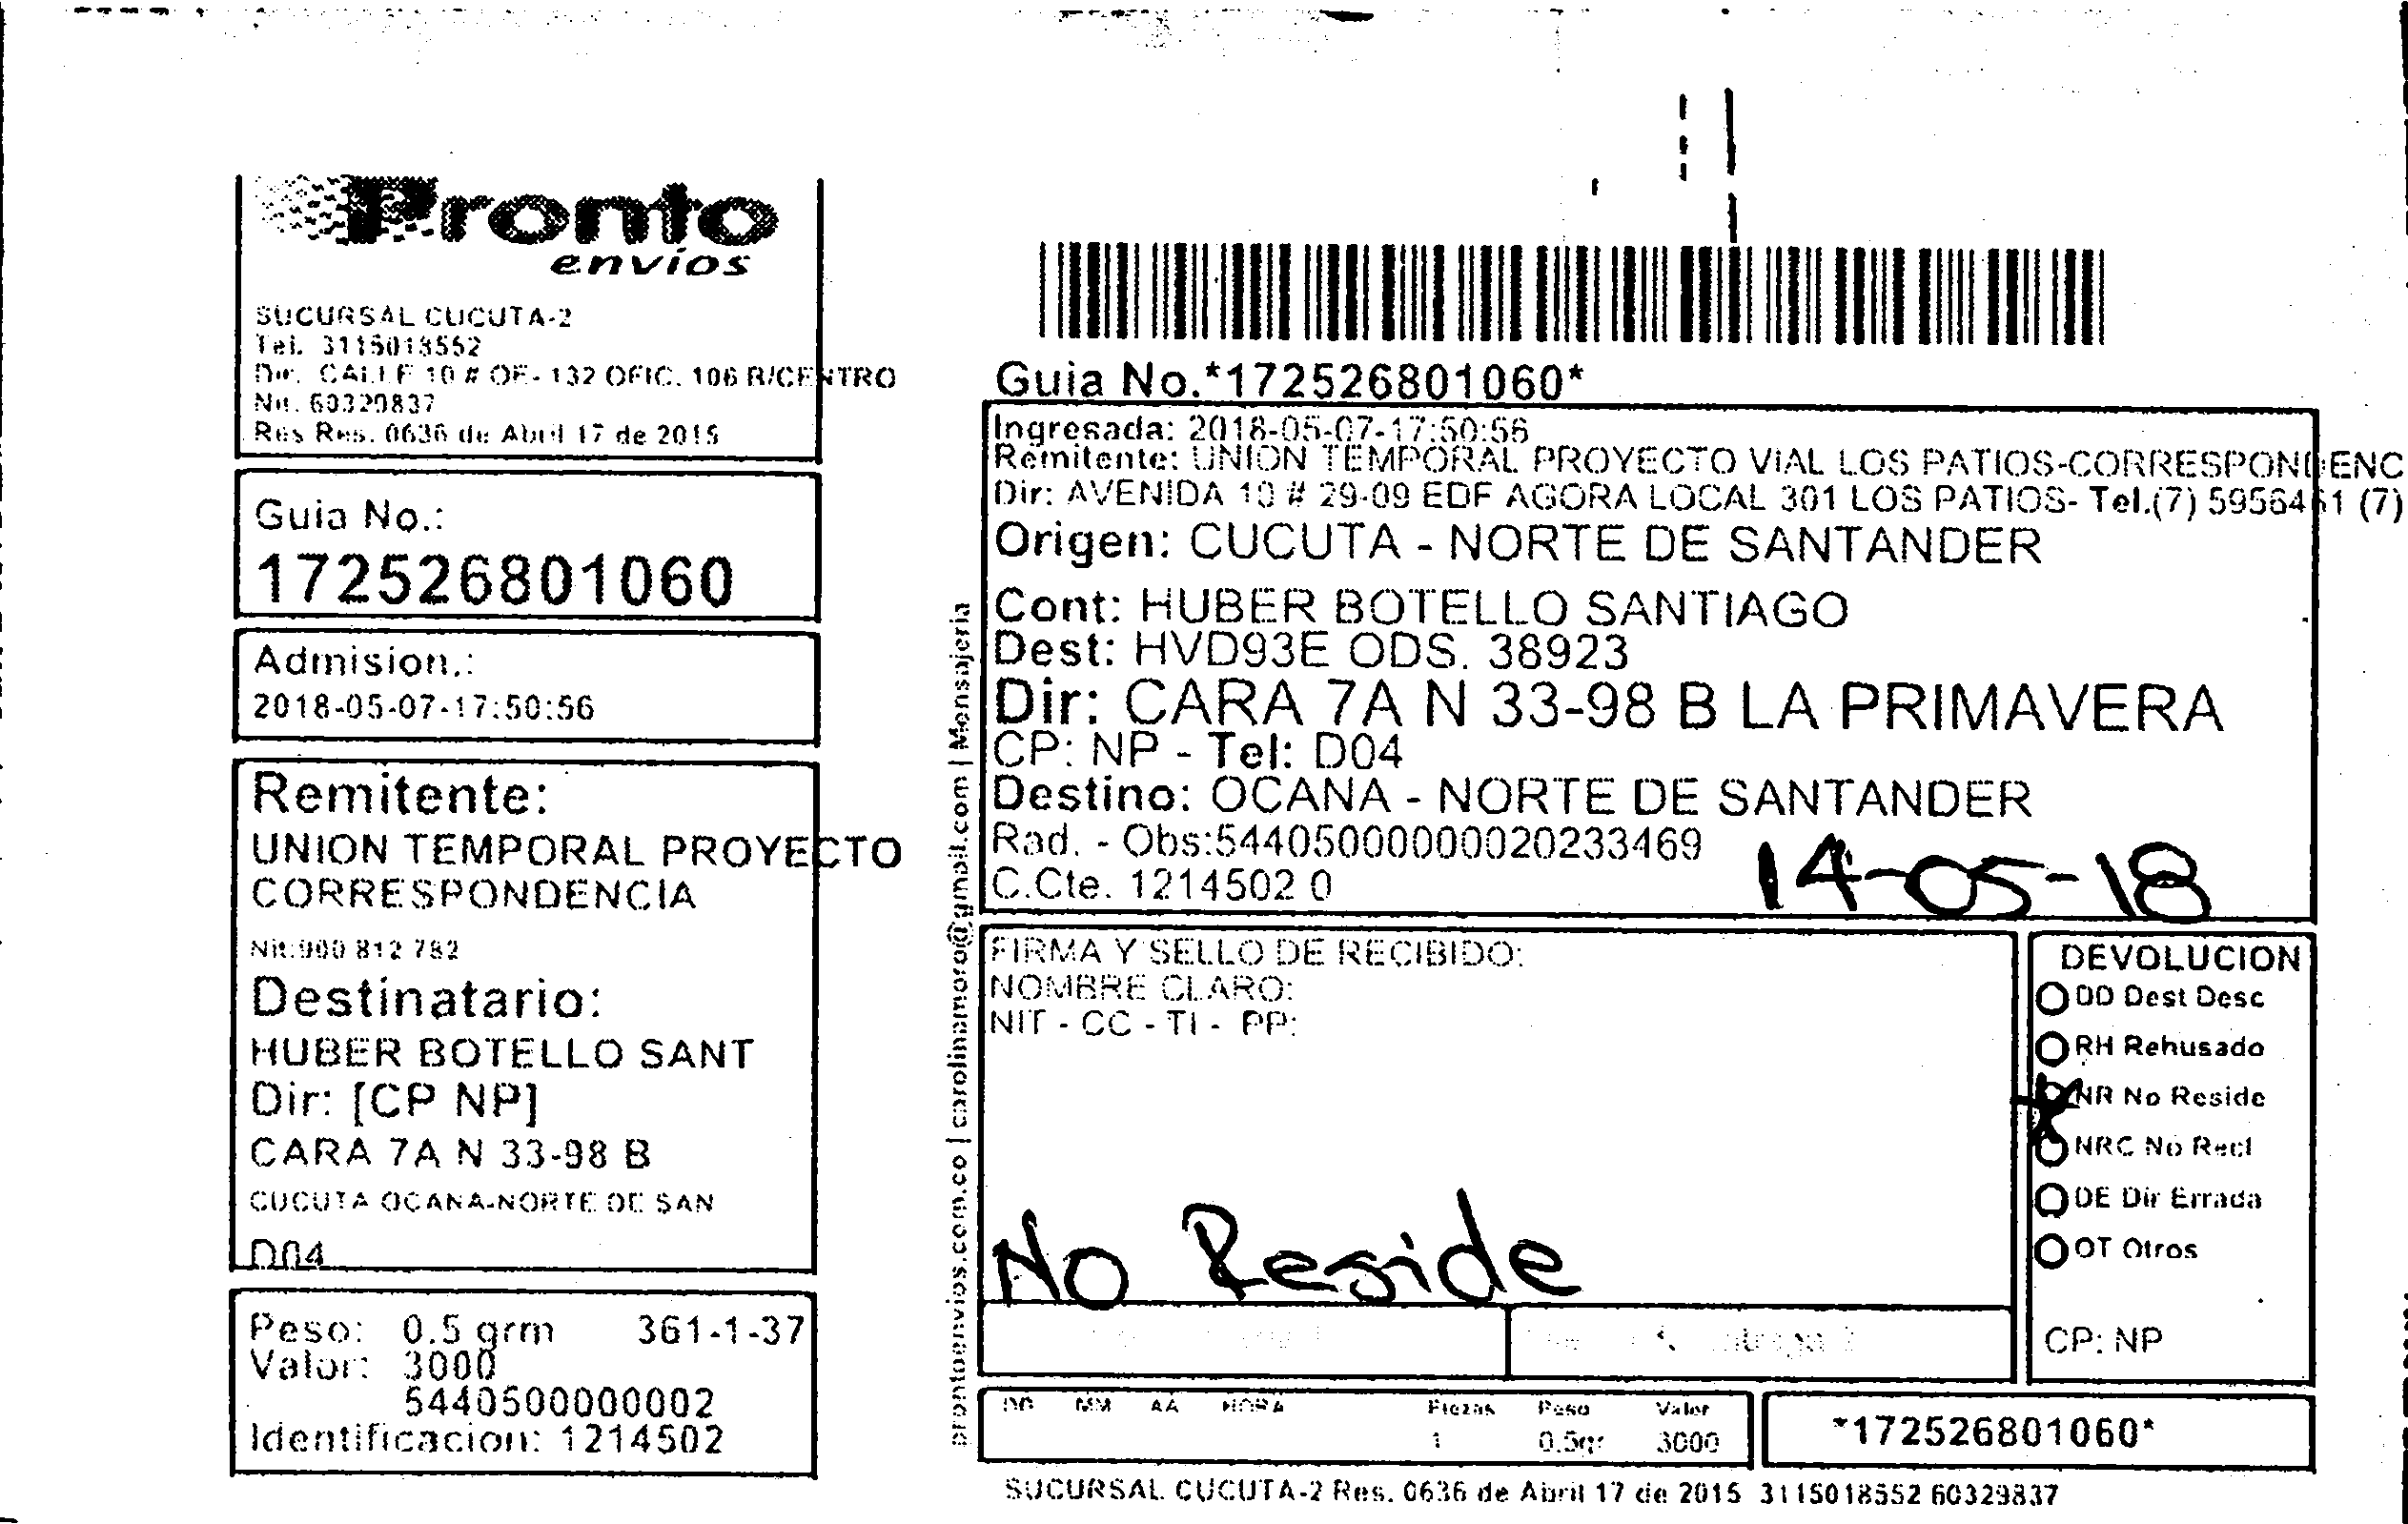 Pronto
envios
SUCURSAL CUCUTA-2
Tel. 3115018552
Dir. CALLE 10 # OE- 132 OFIC. 106 B/CENTRO
Nit. 60329837
Res Res. 0636 de Abril 17 de 2015
Guia No.:
172526801060
Admision.:
2018-05-07-17:50:56
Remitente:
UNION TEMPORAL PROYECTO
CORRESPONDENCIA
Nit:900 812 782
Destinatario:
HUBER BOTELLO SANT
Dir: [CP NP]
CARA 7A N 33-98 B
CUCUTA OCANA-NORTE DE SAN
D04
Peso: 0.5 grm 361-1-37
Valor: 3000
5440500000002
Identificacion: 1214502
prontoenvios.com.co | carolinamoro@gmail.com | Mensajeria
Guia No.*172526801060*
Ingresada: 2018-05-07-17:50:56
Remitente: UNION TEMPORAL PROYECTO VIAL LOS PATIOS-CORRESPONDENC
Dir: AVENIDA 10 # 29-09 EDF AGORA LOCAL 301 LOS PATIOS- Tel.(7) 5956461 (7)
Origen: CUCUTA - NORTE DE SANTANDER
Cont: HUBER BOTELLO SANTIAGO
Dest: HVD93E ODS. 38923
Dir: CARA 7A N 33-98 B LA PRIMAVERA
CP: NP - Tel: D04
Destino: OCANA - NORTE DE SANTANDER
Rad. - Obs:544050000000020233469
C.Cte. 1214502 0
14-05-18
FIRMA Y SELLO DE RECIBIDO:
NOMBRE CLARO:
NIT - CC - TI - PP:
No Reside
DEVOLUCION
DD Dest Desc
RH Rehusado
NR No Reside
NRC No Recl
DE Dir Errada
OT Otros
CP: NP
DD MM AA HORA Piezas Peso Valor
1 0.5gr 3000
*172526801060*
SUCURSAL CUCUTA-2 Res. 0636 de Abril 17 de 2015 3115018552 60329837